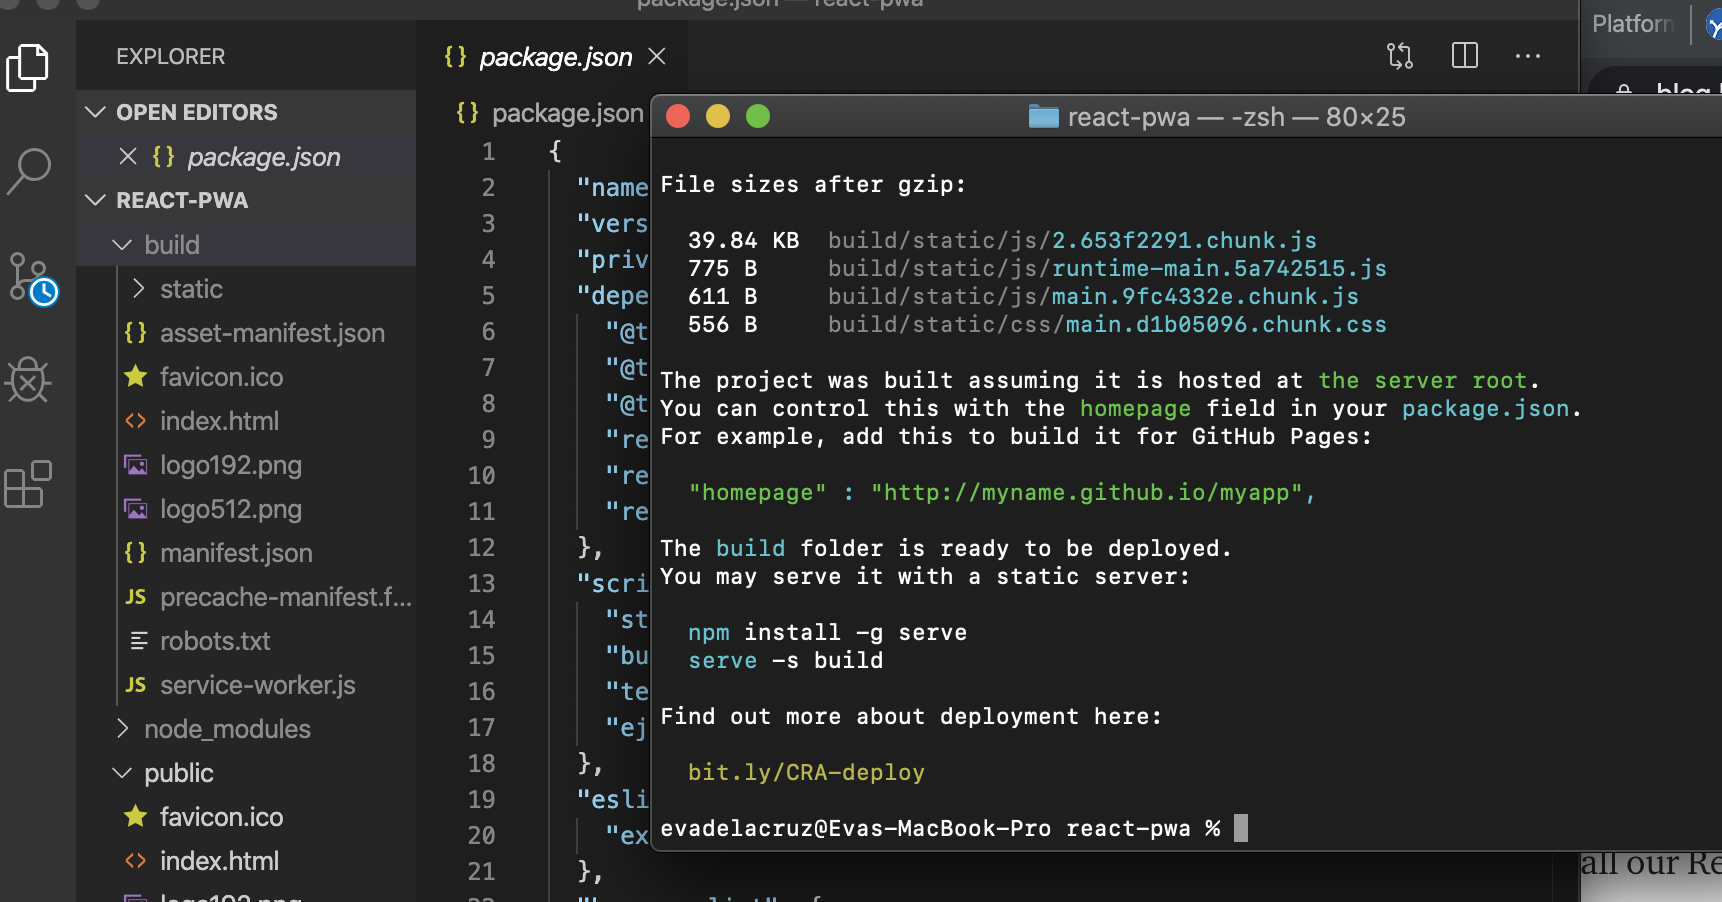 package.json — react-pwa
EXPLORER
OPEN EDITORS
{} package.json
REACT-PWA
build
static
{} asset-manifest.json
favicon.ico
<> index.html
logo192.png
logo512.png
{} manifest.json
JS precache-manifest.f...
robots.txt
JS service-worker.js
node_modules
public
favicon.ico
<> index.html
logo192.png
{} package.json
{} package.json
1 {
2 "name
3 "vers
4 "priv
5 "depe
6 "@t
7 "@t
8 "@t
9 "re
10 "re
11 "re
12 },
13 "scri
14 "st
15 "bu
16 "te
17 "ej
18 },
19 "esli
20 "ex
21 },
22
react-pwa — -zsh — 80×25
File sizes after gzip:
39.84 KB build/static/js/2.653f2291.chunk.js
775 B build/static/js/runtime-main.5a742515.js
611 B build/static/js/main.9fc4332e.chunk.js
556 B build/static/css/main.d1b05096.chunk.css
The project was built assuming it is hosted at the server root.
You can control this with the homepage field in your package.json.
For example, add this to build it for GitHub Pages:
"homepage" : "http://myname.github.io/myapp",
The build folder is ready to be deployed.
You may serve it with a static server:
npm install -g serve
serve -s build
Find out more about deployment here:
bit.ly/CRA-deploy
evadelacruz@Evas-MacBook-Pro react-pwa %
Platform
blog
all our Re